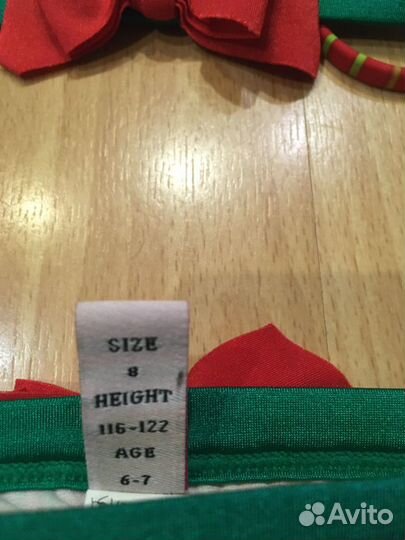 SIZE
8
HEIGHT
116-122
AGE
6-7
Avito